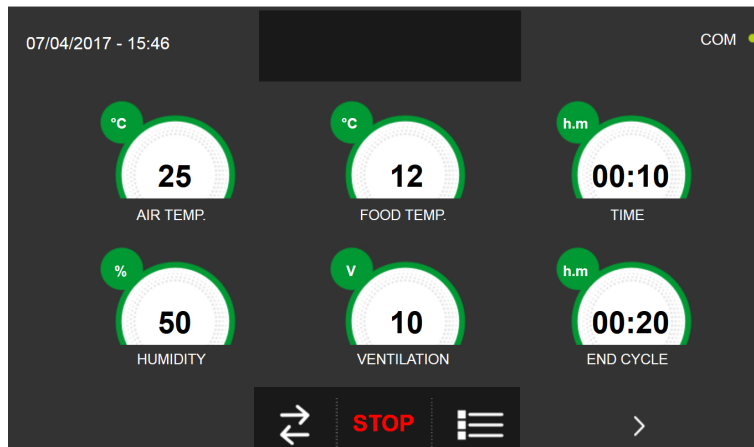 07/04/2017 - 15:46
COM
°C
25
AIR TEMP.
°C
12
FOOD TEMP.
h.m
00:10
TIME
%
50
HUMIDITY
V
10
VENTILATION
h.m
00:20
END CYCLE
STOP